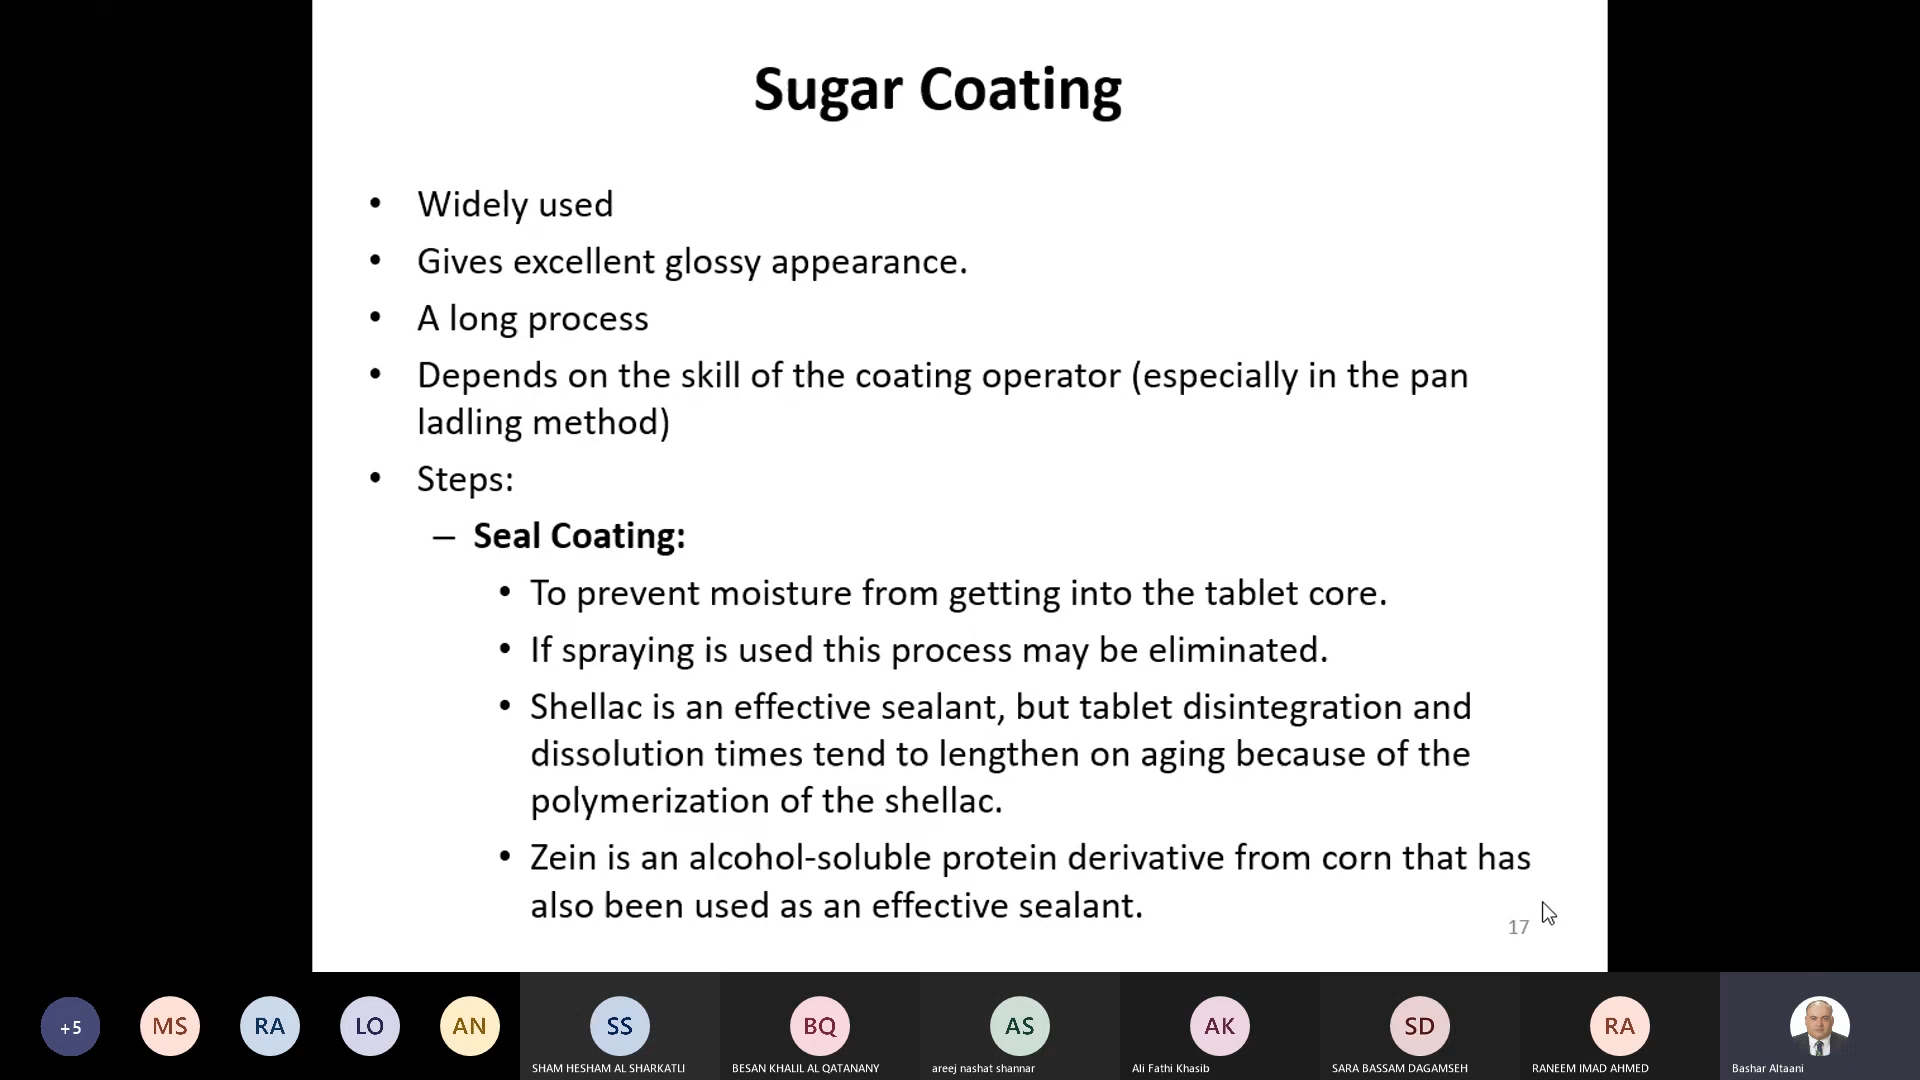 Sugar Coating
• Widely used
• Gives excellent glossy appearance.
• A long process
• Depends on the skill of the coating operator (especially in the pan
ladling method)
• Steps:
– Seal Coating:
• To prevent moisture from getting into the tablet core.
• If spraying is used this process may be eliminated.
• Shellac is an effective sealant, but tablet disintegration and
dissolution times tend to lengthen on aging because of the
polymerization of the shellac.
• Zein is an alcohol-soluble protein derivative from corn that has
also been used as an effective sealant.
17
+5
MS
RA
LO
AN
SS
BQ
AS
AK
SD
RA
SHAM HESHAM AL SHARKATLI
BESAN KHALIL AL QATANANY
areej nashat shannar
Ali Fathi Khasib
SARA BASSAM DAGAMSEH
RANEEM IMAD AHMED
Bashar Altaani